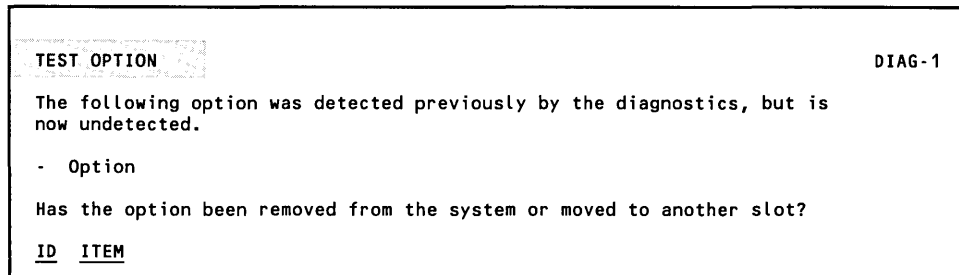 TEST OPTION DIAG-1
The following option was detected previously by the diagnostics, but is
now undetected.
- Option
Has the option been removed from the system or moved to another slot?
ID ITEM